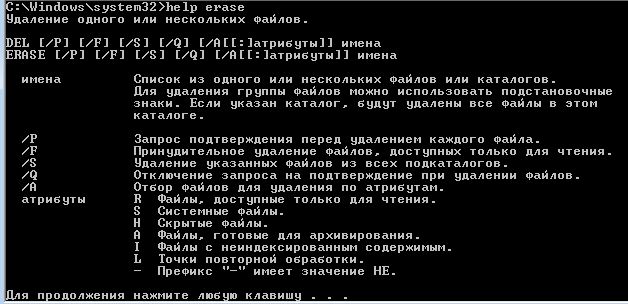 C:\Windows\system32>help erase
Удаление одного или нескольких файлов.
DEL [/P] [/F] [/S] [/Q] [/A[[:]атрибуты]] имена
ERASE [/P] [/F] [/S] [/Q] [/A[[:]атрибуты]] имена
имена Список из одного или нескольких файлов или каталогов.
Для удаления группы файлов можно использовать подстановочные
знаки. Если указан каталог, будут удалены все файлы в этом
каталоге.
/P Запрос подтверждения перед удалением каждого файла.
/F Принудительное удаление файлов, доступных только для чтения.
/S Удаление указанных файлов из всех подкаталогов.
/Q Отключение запроса на подтверждение при удалении файлов.
/A Отбор файлов для удаления по атрибутам.
атрибуты R Файлы, доступные только для чтения.
S Системные файлы.
H Скрытые файлы.
A Файлы, готовые для архивирования.
I Файлы с неиндексированным содержимым.
L Точки повторной обработки.
- Префикс "-" имеет значение НЕ.
Для продолжения нажмите любую клавишу . . .